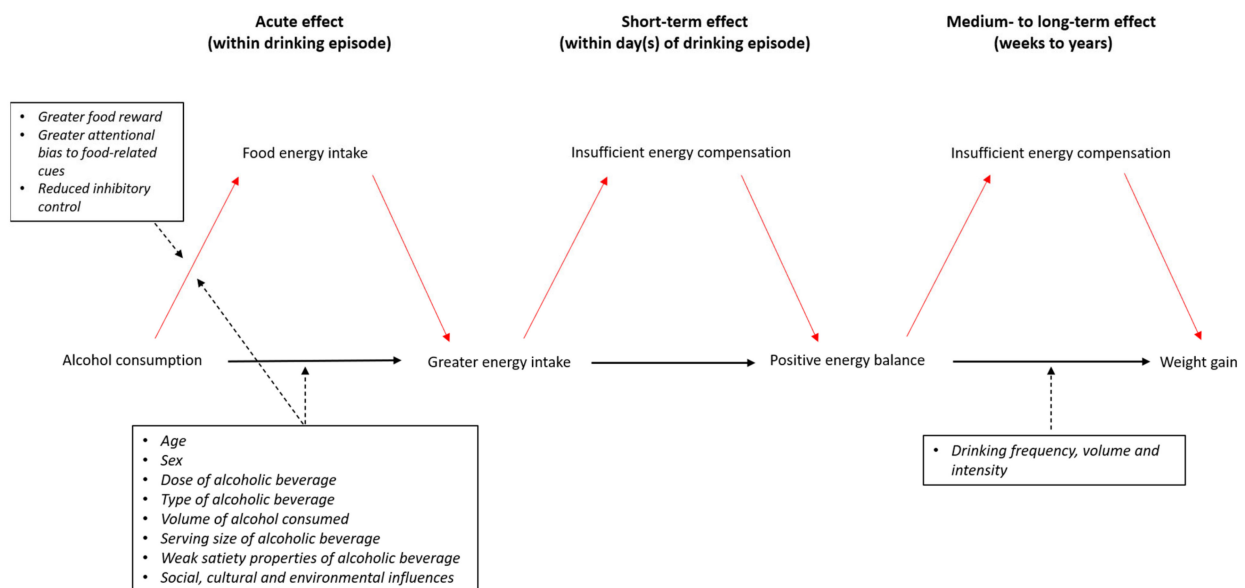 Acute effect
(within drinking episode)
Short-term effect
(within day(s) of drinking episode)
Medium- to long-term effect
(weeks to years)
• Greater food reward
• Greater attentional
bias to food-related
cues
• Reduced inhibitory
control
Food energy intake
Insufficient energy compensation
Insufficient energy compensation
Alcohol consumption
Greater energy intake
Positive energy balance
Weight gain
• Age
• Sex
• Dose of alcoholic beverage
• Type of alcoholic beverage
• Volume of alcohol consumed
• Serving size of alcoholic beverage
• Weak satiety properties of alcoholic beverage
• Social, cultural and environmental influences
• Drinking frequency, volume and
intensity